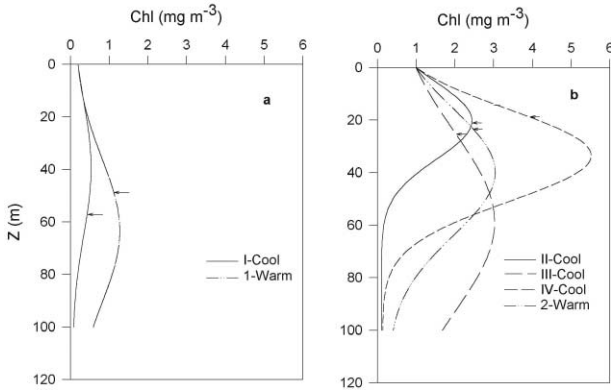 Chl (mg m⁻³)
0 1 2 3 4 5 6
0
20
40
60
80
100
120
Z (m)
a
I-Cool
1-Warm
Chl (mg m⁻³)
0 1 2 3 4 5 6
0
20
40
60
80
100
120
b
II-Cool
III-Cool
IV-Cool
2-Warm